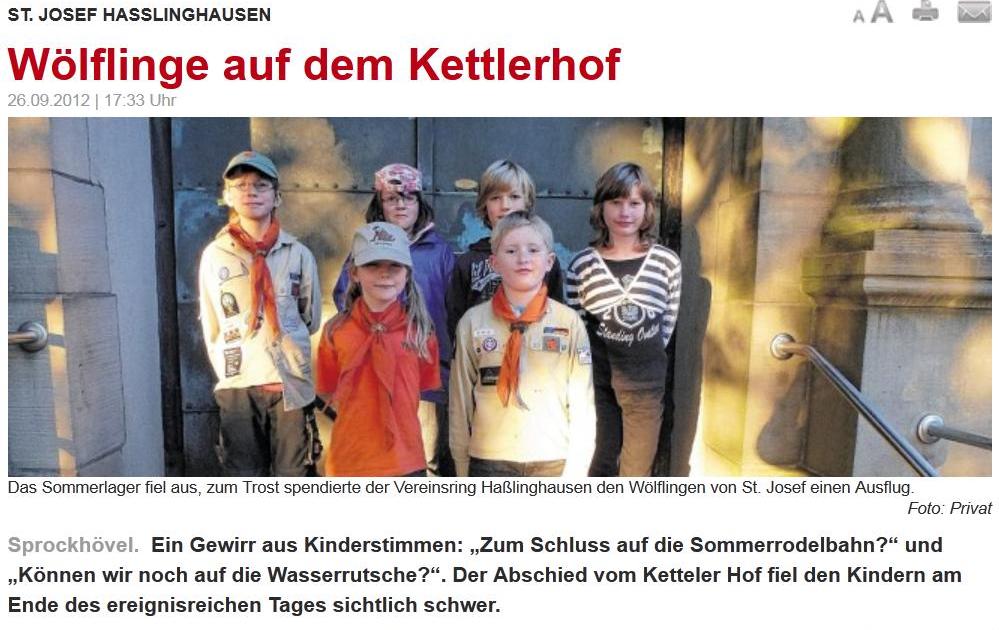 ST. JOSEF HASSLINGHAUSEN
A A
Wölflinge auf dem Kettlerhof
26.09.2012 | 17:33 Uhr
Standing
Das Sommerlager fiel aus, zum Trost spendierte der Vereinsring Haßlinghausen den Wölflingen von St. Josef einen Ausflug.
Foto: Privat
Sprockhövel. Ein Gewirr aus Kinderstimmen: „Zum Schluss auf die Sommerrodelbahn?“ und
„Können wir noch auf die Wasserrutsche?“. Der Abschied vom Ketteler Hof fiel den Kindern am
Ende des ereignisreichen Tages sichtlich schwer.